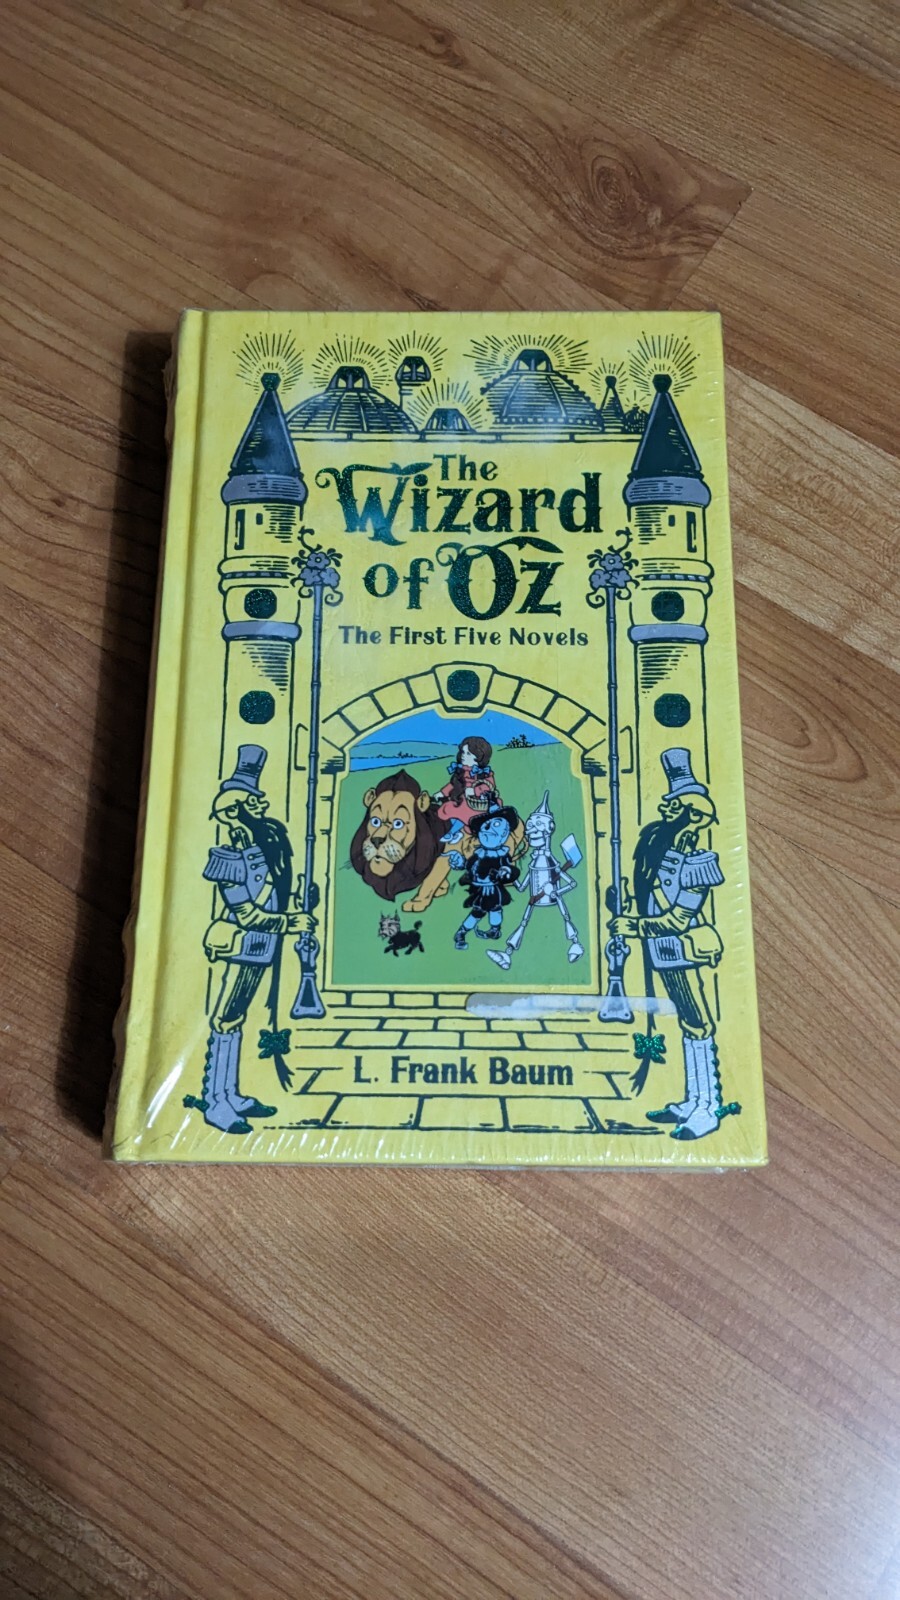 The
Wizard
of Oz
The First Five Novels
L. Frank Baum